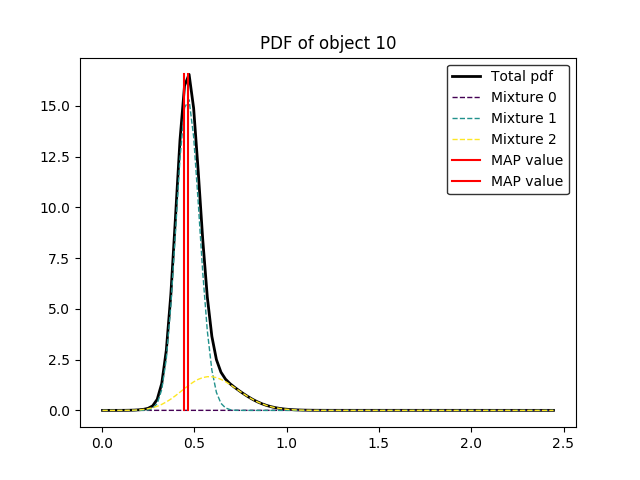 PDF of object 10
Total pdf
Mixture 0
Mixture 1
Mixture 2
MAP value
MAP value
15.0
12.5
10.0
7.5
5.0
2.5
0.0
0.0 0.5 1.0 1.5 2.0 2.5